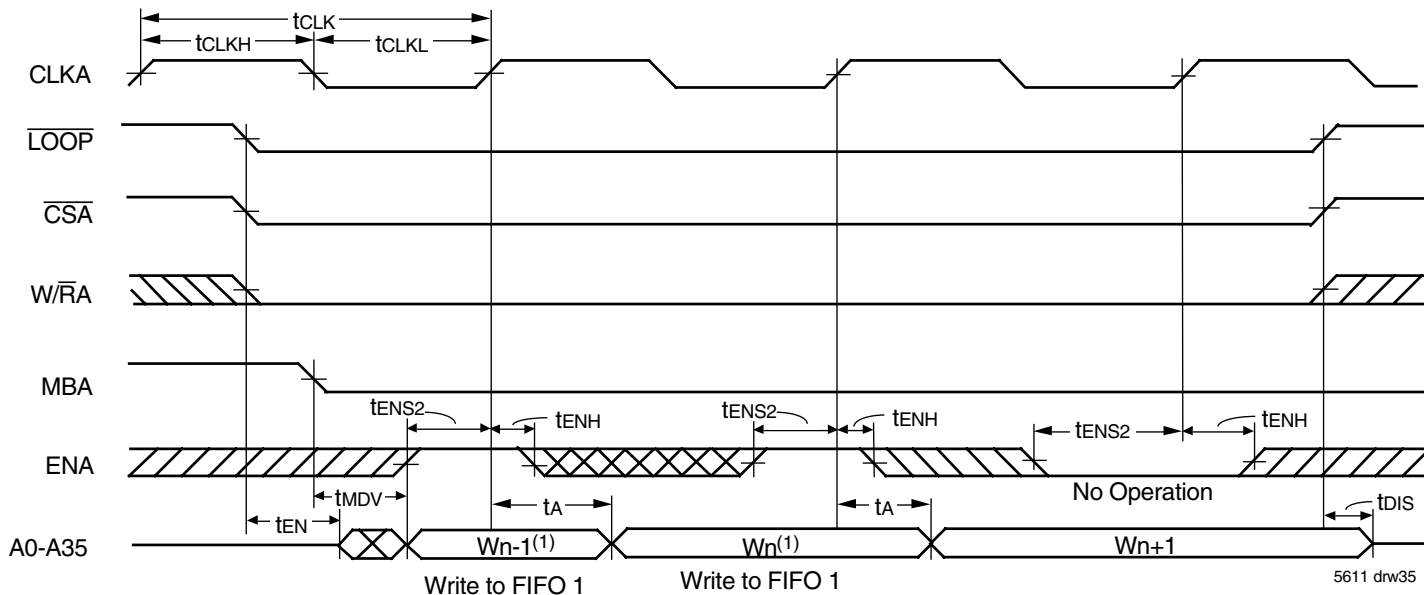 tCLK
tCLKH
tCLKL
CLKA
LOOP
CSA
W/RA
MBA
tENS2
tENH
tENS2
tENH
tENS2
tENH
ENA
No Operation
tMDV
tEN
tA
tA
tDIS
A0-A35
Wn-1(1)
Wn(1)
Wn+1
Write to FIFO 1
Write to FIFO 1
5611 drw35